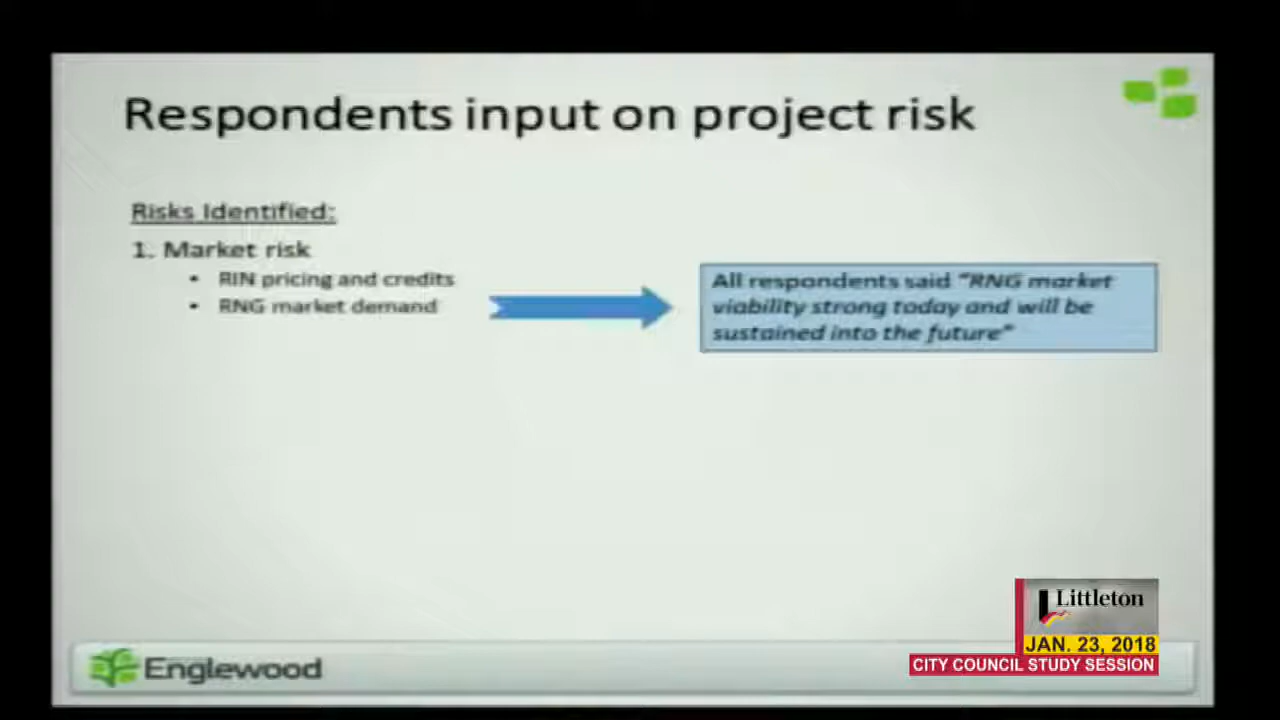 Respondents input on project risk
Risks Identified:
1. Market risk
• RIN pricing and credits
• RNG market demand
All respondents said "RNG market
viability strong today and will be
sustained into the future"
Englewood
Littleton
JAN. 23, 2018
CITY COUNCIL STUDY SESSION